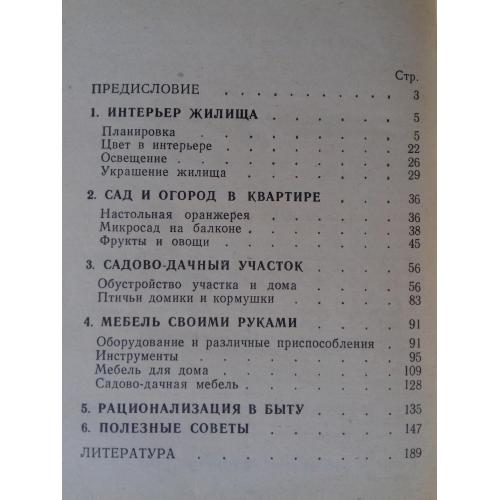 Стр.
ПРЕДИСЛОВИЕ . . . . . . . . . . 3
1. ИНТЕРЬЕР ЖИЛИЩА . . . . . . . 5
Планировка . . . . . . . . . 5
Цвет в интерьере . . . . . . . . 22
Освещение . . . . . . . . . . 26
Украшение жилища . . . . . . . 29
2. САД И ОГОРОД В КВАРТИРЕ . . . . 36
Настольная оранжерея . . . . . . 36
Микросад на балконе . . . . . . . 38
Фрукты и овощи . . . . . . . . 45
3. САДОВО-ДАЧНЫЙ УЧАСТОК . . . . . 56
Обустройство участка и дома . . . . 56
Птичьи домики и кормушки . . . . . 83
4. МЕБЕЛЬ СВОИМИ РУКАМИ . . . . . 91
Оборудование и различные приспособления . 91
Инструменты . . . . . . . . . 95
Мебель для дома . . . . . . . . 109
Садово-дачная мебель . . . . . . . 128
5. РАЦИОНАЛИЗАЦИЯ В БЫТУ . . . . . 135
6. ПОЛЕЗНЫЕ СОВЕТЫ . . . . . . . 147
ЛИТЕРАТУРА . . . . . . . . . . 189